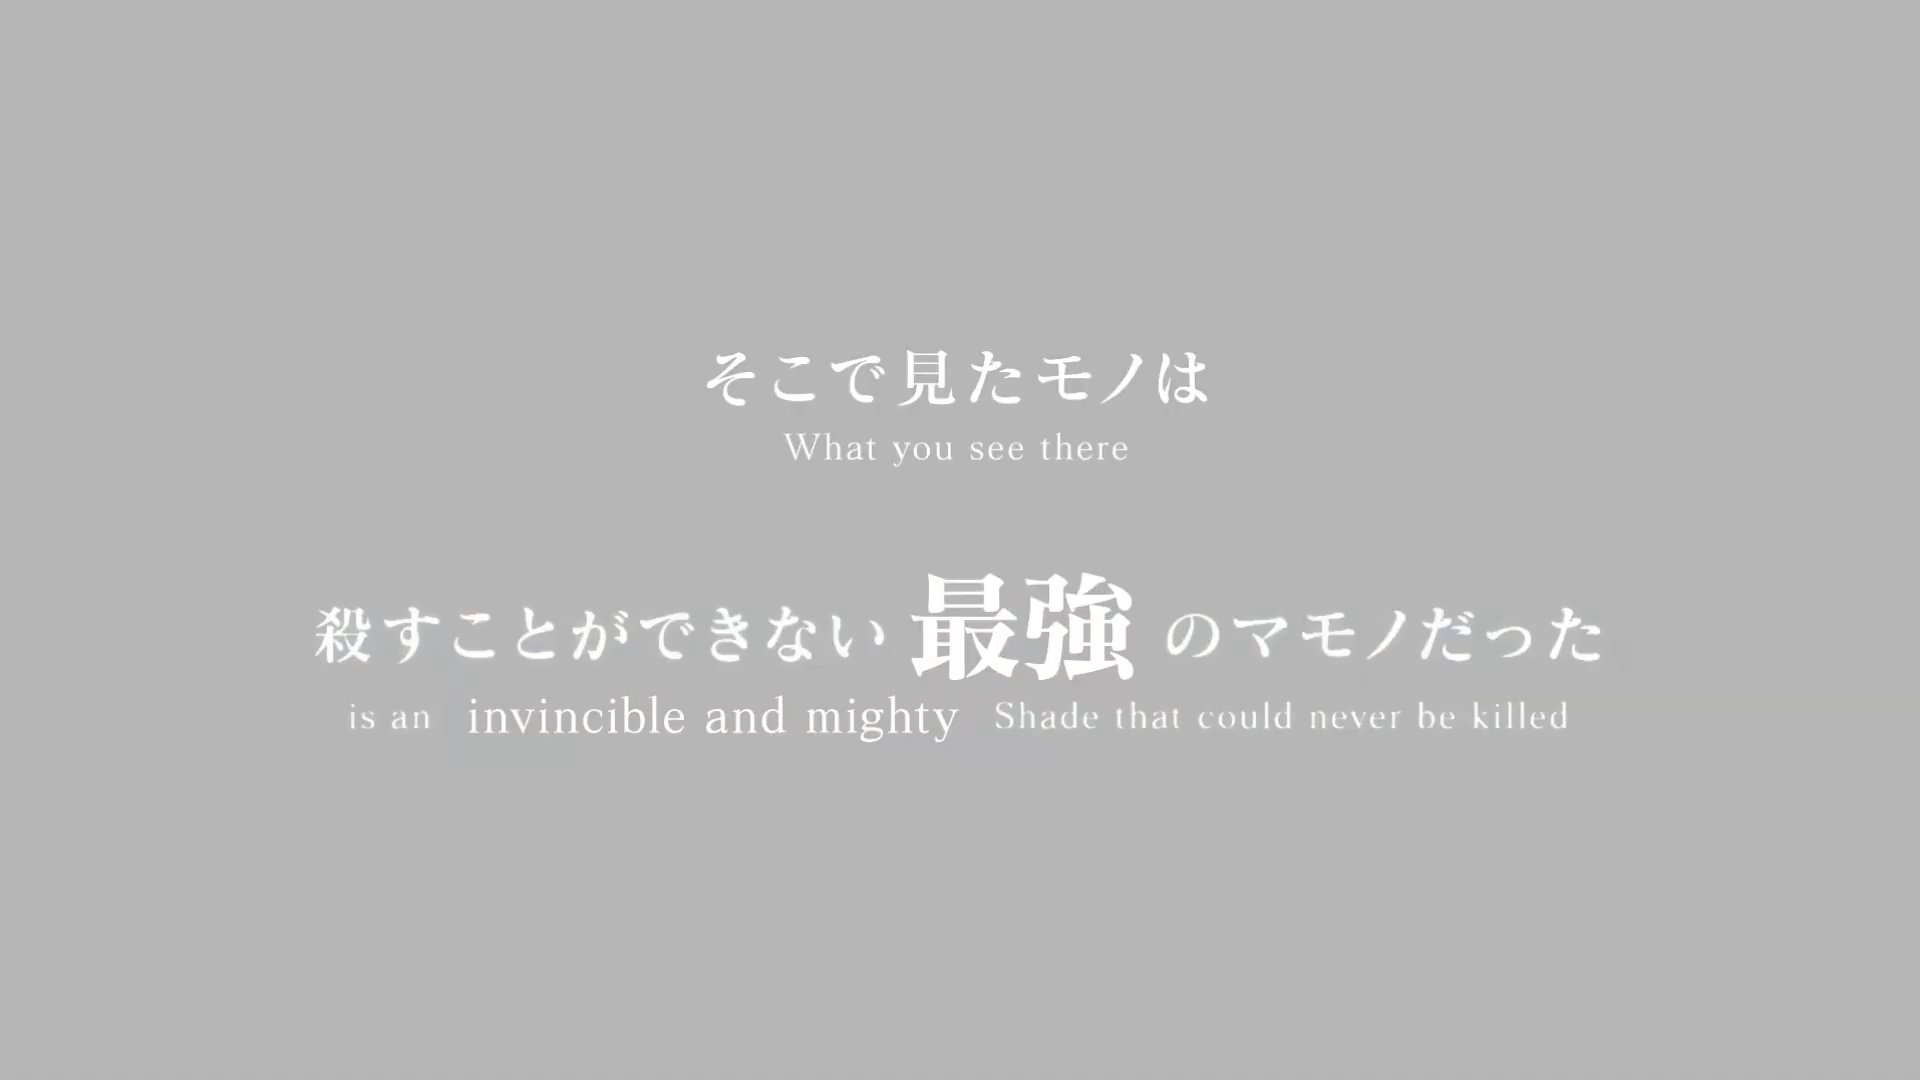 そこで見たモノは
What you see there
殺すことができない 最強 のマモノだった
is an invincible and mighty Shade that could never be killed